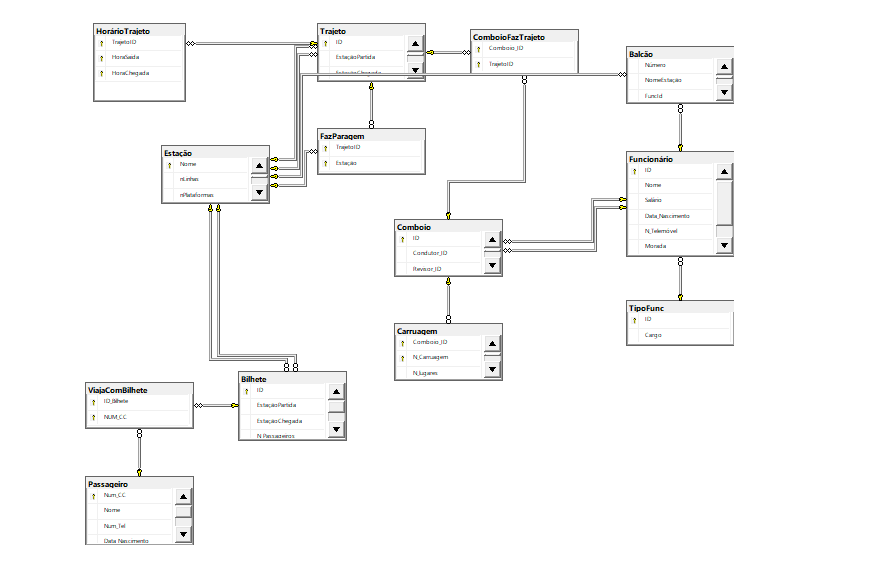 HorárioTrajeto
TrajetoID
HoraSaida
HoraChegada
Trajeto
ID
EstaçãoPartida
EstaçãoChegada
ComboioFazTrajeto
Comboio_ID
TrajetoID
Balcão
Número
NomeEstação
FuncId
Estação
Nome
nLinhas
nPlataformas
FazParagem
TrajetoID
Estação
Funcionário
ID
Nome
Salário
Data_Nascimento
N_Telemóvel
Morada
Comboio
ID
Condutor_ID
Revisor_ID
TipoFunc
ID
Cargo
Carruagem
Comboio_ID
N_Carruagem
N_lugares
ViajaComBilhete
ID_Bilhete
NUM_CC
Bilhete
ID
EstaçãoPartida
EstaçãoChegada
N_Passageiros
Passageiro
Num_CC
Nome
Num_Tel
Data_Nascimento